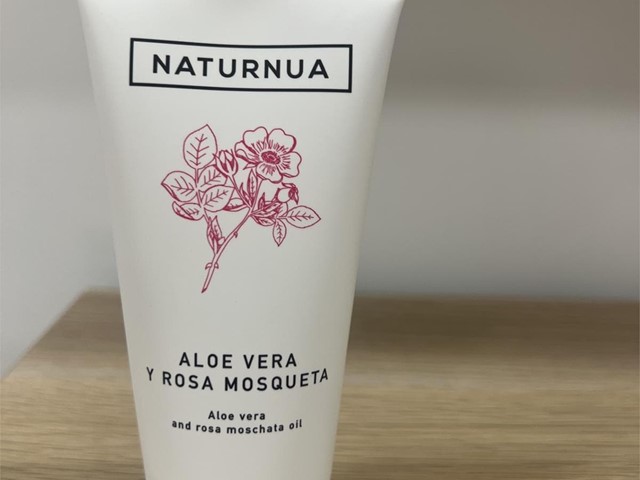 NATURNUA
ALOE VERA
Y ROSA MOSQUETA
Aloe vera
and rosa moschata oil